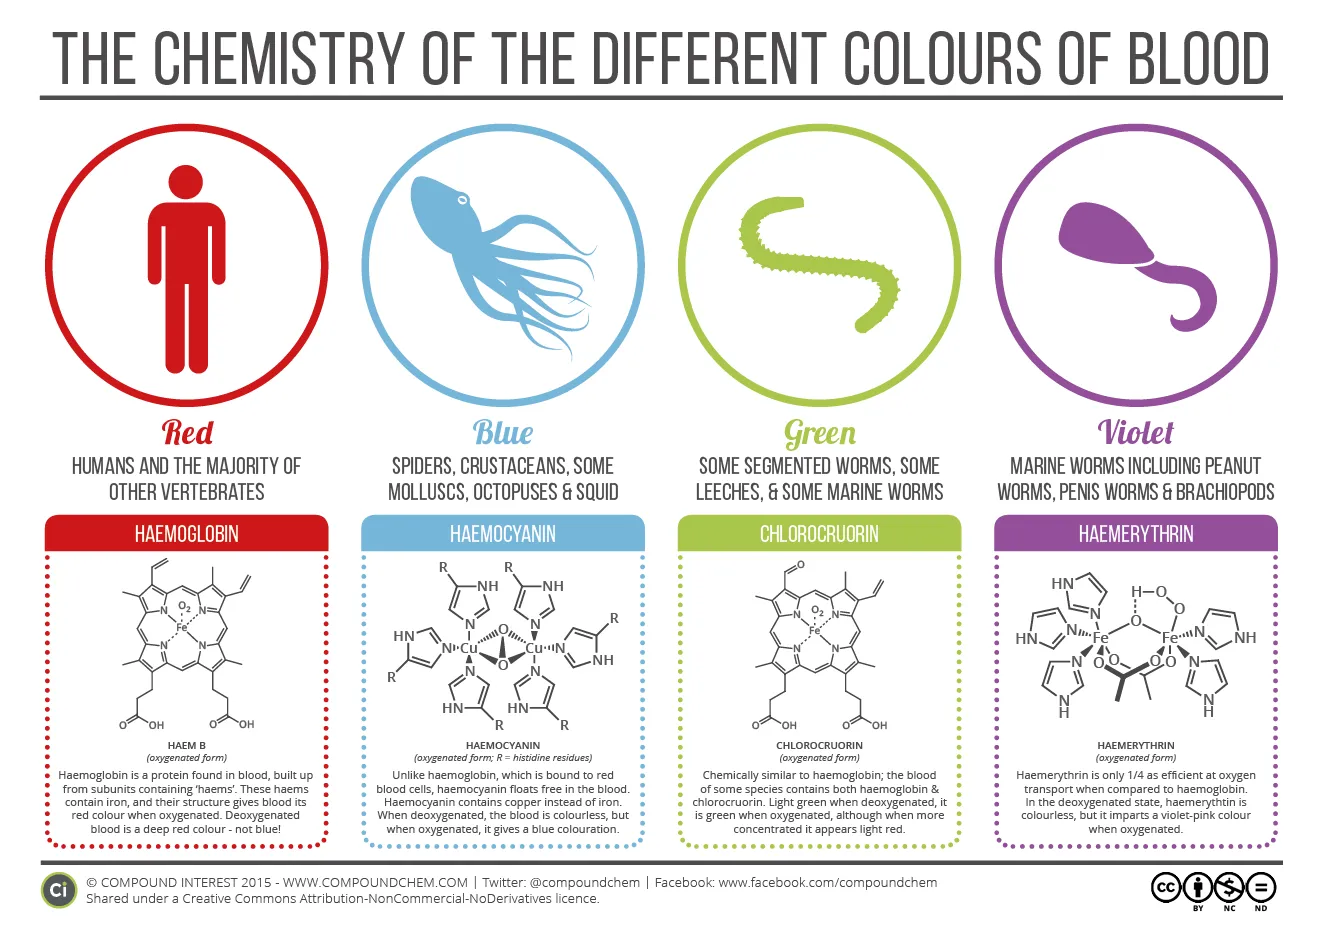 THE CHEMISTRY OF THE DIFFERENT COLOURS OF BLOOD
Red
HUMANS AND THE MAJORITY OF
OTHER VERTEBRATES
HAEMOGLOBIN
O2
N
N
Fe
N
N
O
OH
O
OH
HAEM B
(oxygenated form)
Haemoglobin is a protein found in blood, built up
from subunits containing ‘haems’. These haems
contain iron, and their structure gives blood its
red colour when oxygenated. Deoxygenated
blood is a deep red colour - not blue!
Blue
SPIDERS, CRUSTACEANS, SOME
MOLLUSCS, OCTOPUSES & SQUID
HAEMOCYANIN
R
R
NH
NH
R
N
N
O
HN
N
Cu
Cu
N
O
NH
R
N
N
HN
HN
R
R
HAEMOCYANIN
(oxygenated form; R = histidine residues)
Unlike haemoglobin, which is bound to red
blood cells, haemocyanin floats free in the blood.
Haemocyanin contains copper instead of iron.
When deoxygenated, the blood is colourless, but
when oxygenated, it gives a blue colouration.
Green
SOME SEGMENTED WORMS, SOME
LEECHES, & SOME MARINE WORMS
CHLOROCRUORIN
O
O2
N
N
Fe
N
N
O
OH
O
OH
CHLOROCRUORIN
(oxygenated form)
Chemically similar to haemoglobin; the blood
of some species contains both haemoglobin &
chlorocruorin. Light green when deoxygenated, it
is green when oxygenated, although when more
concentrated it appears light red.
Violet
MARINE WORMS INCLUDING PEANUT
WORMS, PENIS WORMS & BRACHIOPODS
HAEMERYTHRIN
HN
H
O
O
N
O
HN
N
Fe
Fe
N
NH
N
O
O
O
N
N
H
N
H
HAEMERYTHRIN
(oxygenated form)
Haemerythrin is only 1/4 as efficient at oxygen
transport when compared to haemoglobin.
In the deoxygenated state, haemerythtin is
colourless, but it imparts a violet-pink colour
when oxygenated.
Ci
© COMPOUND INTEREST 2015 - WWW.COMPOUNDCHEM.COM | Twitter: @compoundchem | Facebook: www.facebook.com/compoundchem
Shared under a Creative Commons Attribution-NonCommercial-NoDerivatives licence.
CC
BY NC ND